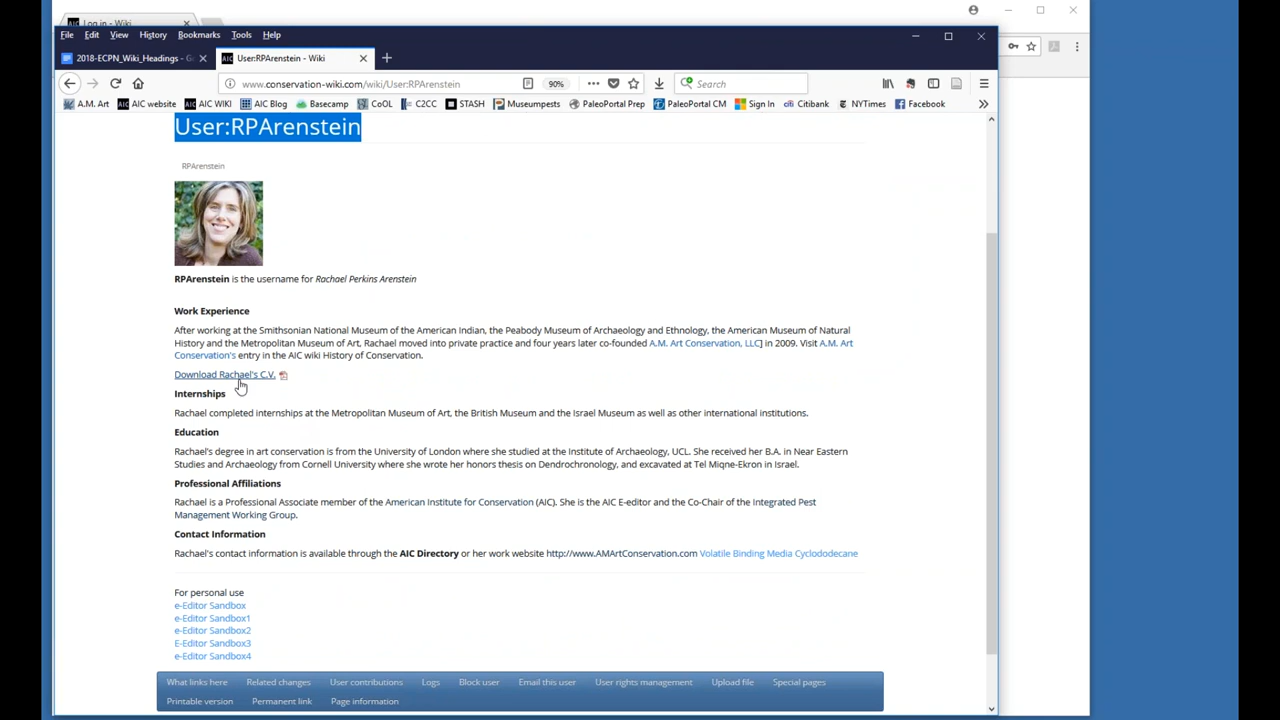 Log in - Wiki
File Edit View History Bookmarks Tools Help
2018-ECPN_Wiki_Headings - G User:RPArenstein - Wiki
www.conservation-wiki.com/wiki/User:RPArenstein 90% Search
A.M. Art AIC website AIC WIKI AIC Blog Basecamp CoOL C2CC STASH Museumpests PaleoPortal Prep PaleoPortal CM Sign In Citibank NYTimes Facebook
User:RPArenstein
RPArenstein
RPArenstein is the username for Rachael Perkins Arenstein
Work Experience
After working at the Smithsonian National Museum of the American Indian, the Peabody Museum of Archaeology and Ethnology, the American Museum of Natural
History and the Metropolitan Museum of Art, Rachael moved into private practice and four years later co-founded A.M. Art Conservation, LLC] in 2009. Visit A.M. Art
Conservation's entry in the AIC wiki History of Conservation.
Download Rachael's C.V.
Internships
Rachael completed internships at the Metropolitan Museum of Art, the British Museum and the Israel Museum as well as other international institutions.
Education
Rachael's degree in art conservation is from the University of London where she studied at the Institute of Archaeology, UCL. She received her B.A. in Near Eastern
Studies and Archaeology from Cornell University where she wrote her honors thesis on Dendrochronology, and excavated at Tel Miqne-Ekron in Israel.
Professional Affiliations
Rachael is a Professional Associate member of the American Institute for Conservation (AIC). She is the AIC E-editor and the Co-Chair of the Integrated Pest
Management Working Group.
Contact Information
Rachael's contact information is available through the AIC Directory or her work website http://www.AMArtConservation.com Volatile Binding Media Cyclododecane
For personal use
e-Editor Sandbox
e-Editor Sandbox1
e-Editor Sandbox2
E-Editor Sandbox3
e-Editor Sandbox4
What links here Related changes User contributions Logs Block user Email this user User rights management Upload file Special pages
Printable version Permanent link Page information